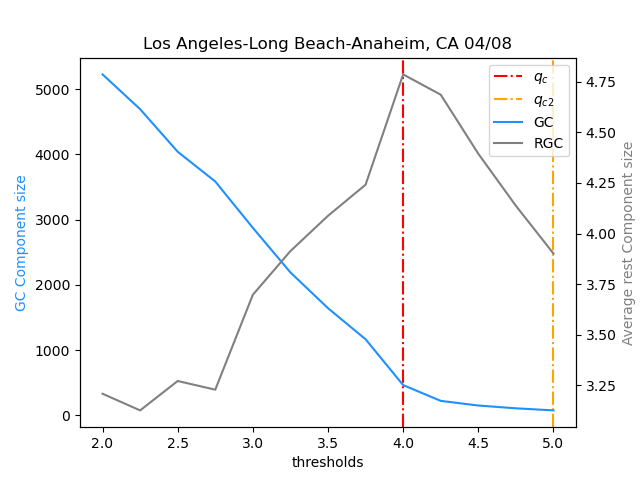 Los Angeles-Long Beach-Anaheim, CA 04/08
GC Component size
5000
4000
3000
2000
1000
0
2.0 2.5 3.0 3.5 4.0 4.5 5.0
thresholds
4.75
4.50
4.25
4.00
3.75
3.50
3.25
Average rest Component size
q_c
q_{c2}
GC
RGC